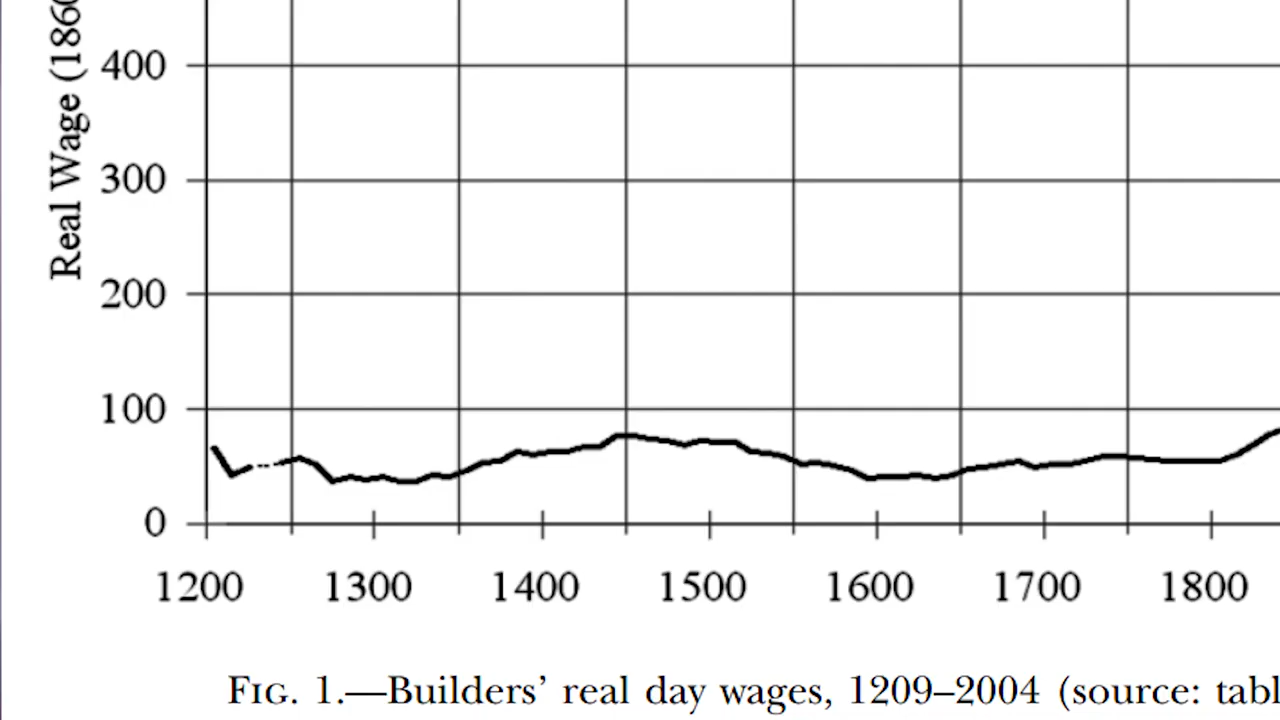 Real Wage (186
400
300
200
100
0
1200 1300 1400 1500 1600 1700 1800
FIG. 1.—Builders’ real day wages, 1209–2004 (source: tabl